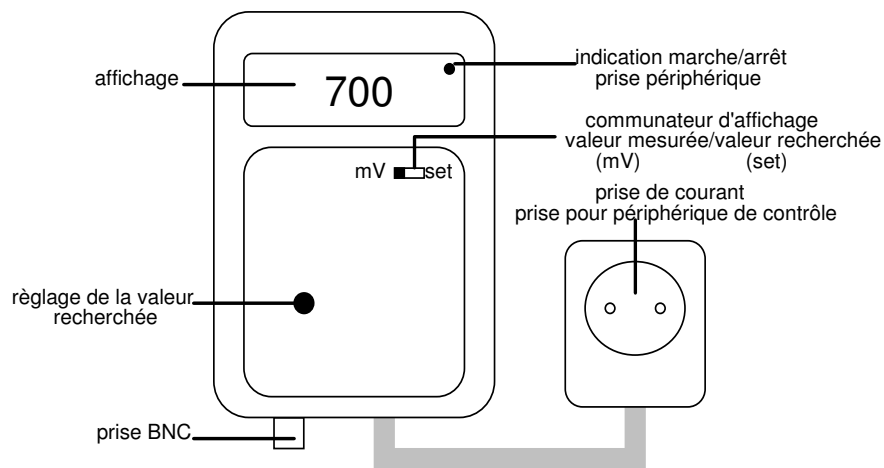 affichage
700
indication marche/arrêt
prise périphérique
communateur d'affichage
valeur mesurée/valeur recherchée
(mV) (set)
mV set
prise de courant
prise pour périphérique de contrôle
règlage de la valeur
recherchée
prise BNC